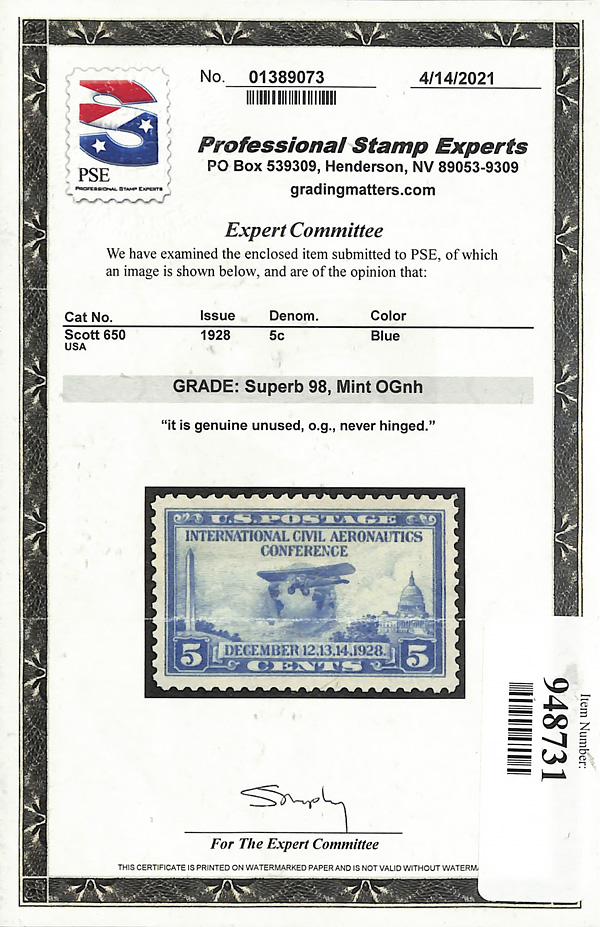 No. 01389073 4/14/2021
PSE
PROFESSIONAL STAMP EXPERTS
Professional Stamp Experts
PO Box 539309, Henderson, NV 89053-9309
gradingmatters.com
Expert Committee
We have examined the enclosed item submitted to PSE, of which
an image is shown below, and are of the opinion that:
Cat No. Issue Denom. Color
Scott 650 1928 5c Blue
USA
GRADE: Superb 98, Mint OGnh
“it is genuine unused, o.g., never hinged.”
U.S. POSTAGE
INTERNATIONAL CIVIL AERONAUTICS
CONFERENCE
5 DECEMBER 12,13,14,1928. 5
CENTS
Item Number:
948731
For The Expert Committee
THIS CERTIFICATE IS PRINTED ON WATERMARKED PAPER AND IS NOT VALID WITHOUT WATERM